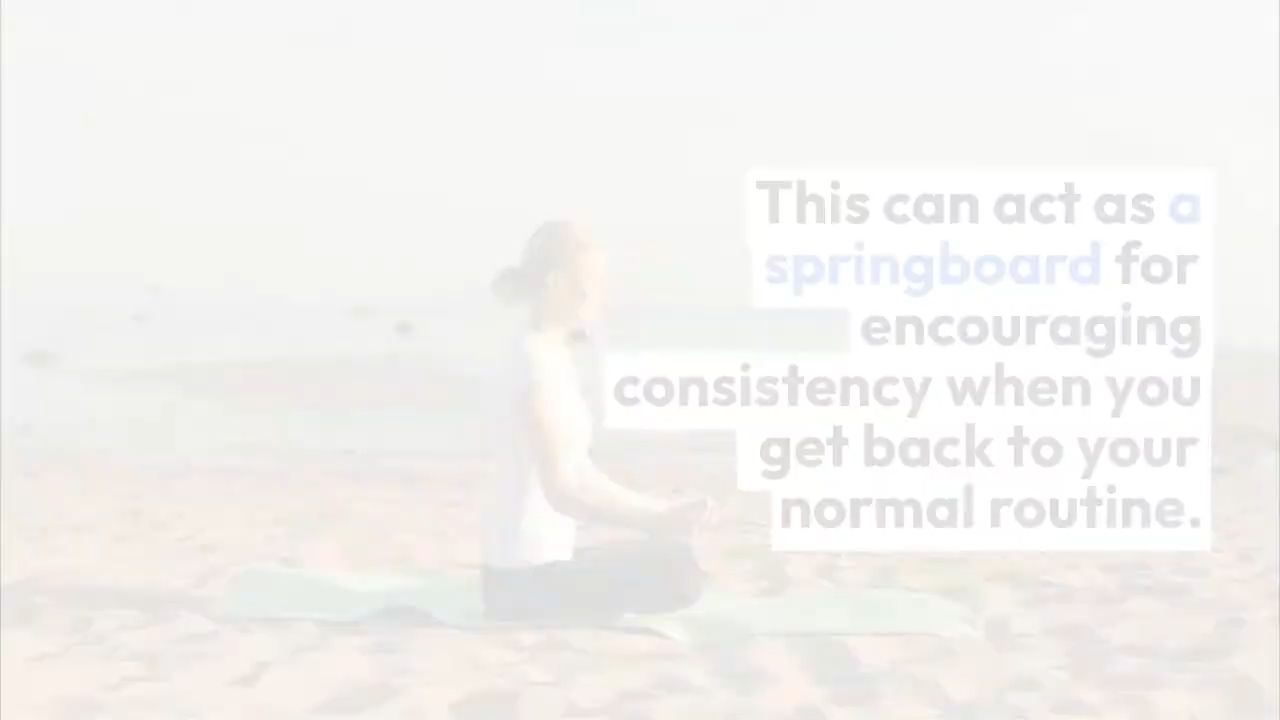 This can act as a
springboard for
encouraging
consistency when you
get back to your
normal routine.